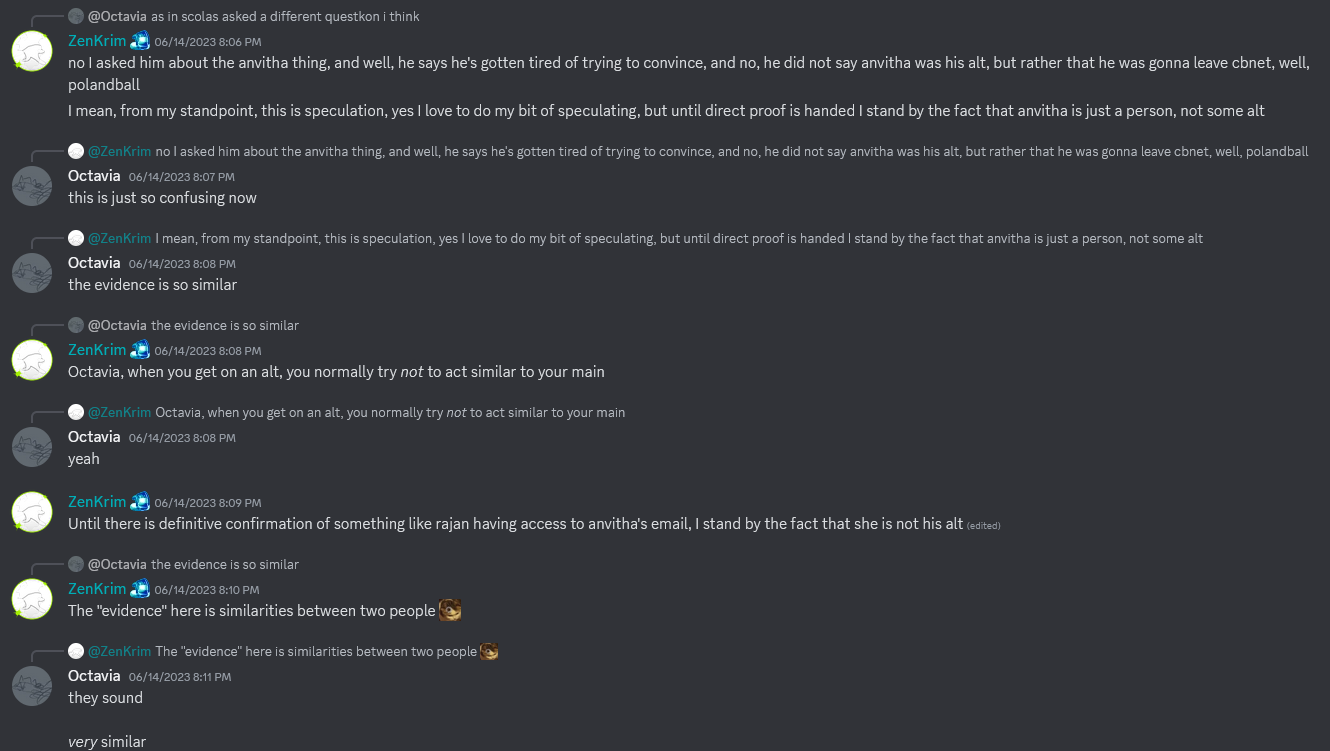 @Octavia as in scolas asked a different questkon i think
ZenKrim 06/14/2023 8:06 PM
no I asked him about the anvitha thing, and well, he says he's gotten tired of trying to convince, and no, he did not say anvitha was his alt, but rather that he was gonna leave cbnet, well,
polandball
I mean, from my standpoint, this is speculation, yes I love to do my bit of speculating, but until direct proof is handed I stand by the fact that anvitha is just a person, not some alt
@ZenKrim no I asked him about the anvitha thing, and well, he says he's gotten tired of trying to convince, and no, he did not say anvitha was his alt, but rather that he was gonna leave cbnet, well, polandball
Octavia 06/14/2023 8:07 PM
this is just so confusing now
@ZenKrim I mean, from my standpoint, this is speculation, yes I love to do my bit of speculating, but until direct proof is handed I stand by the fact that anvitha is just a person, not some alt
Octavia 06/14/2023 8:08 PM
the evidence is so similar
@Octavia the evidence is so similar
ZenKrim 06/14/2023 8:08 PM
Octavia, when you get on an alt, you normally try not to act similar to your main
@ZenKrim Octavia, when you get on an alt, you normally try not to act similar to your main
Octavia 06/14/2023 8:08 PM
yeah
ZenKrim 06/14/2023 8:09 PM
Until there is definitive confirmation of something like rajan having access to anvitha's email, I stand by the fact that she is not his alt (edited)
@Octavia the evidence is so similar
ZenKrim 06/14/2023 8:10 PM
The "evidence" here is similarities between two people
@ZenKrim The "evidence" here is similarities between two people
Octavia 06/14/2023 8:11 PM
they sound
very similar